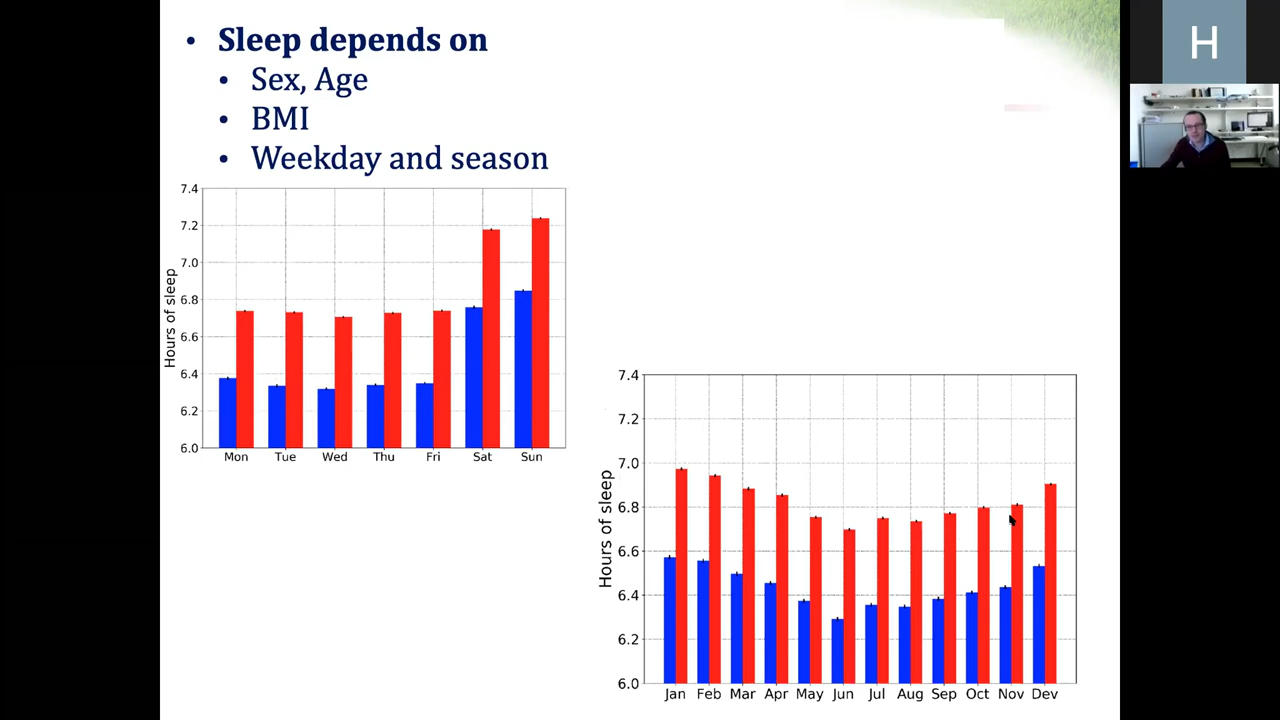 Sleep depends on
Sex, Age
BMI
Weekday and season
H
Hours of sleep
7.4
7.2
7.0
6.8
6.6
6.4
6.2
6.0
Mon Tue Wed Thu Fri Sat Sun
Hours of sleep
7.4
7.2
7.0
6.8
6.6
6.4
6.2
6.0
Jan Feb Mar Apr May Jun Jul Aug Sep Oct Nov Dev